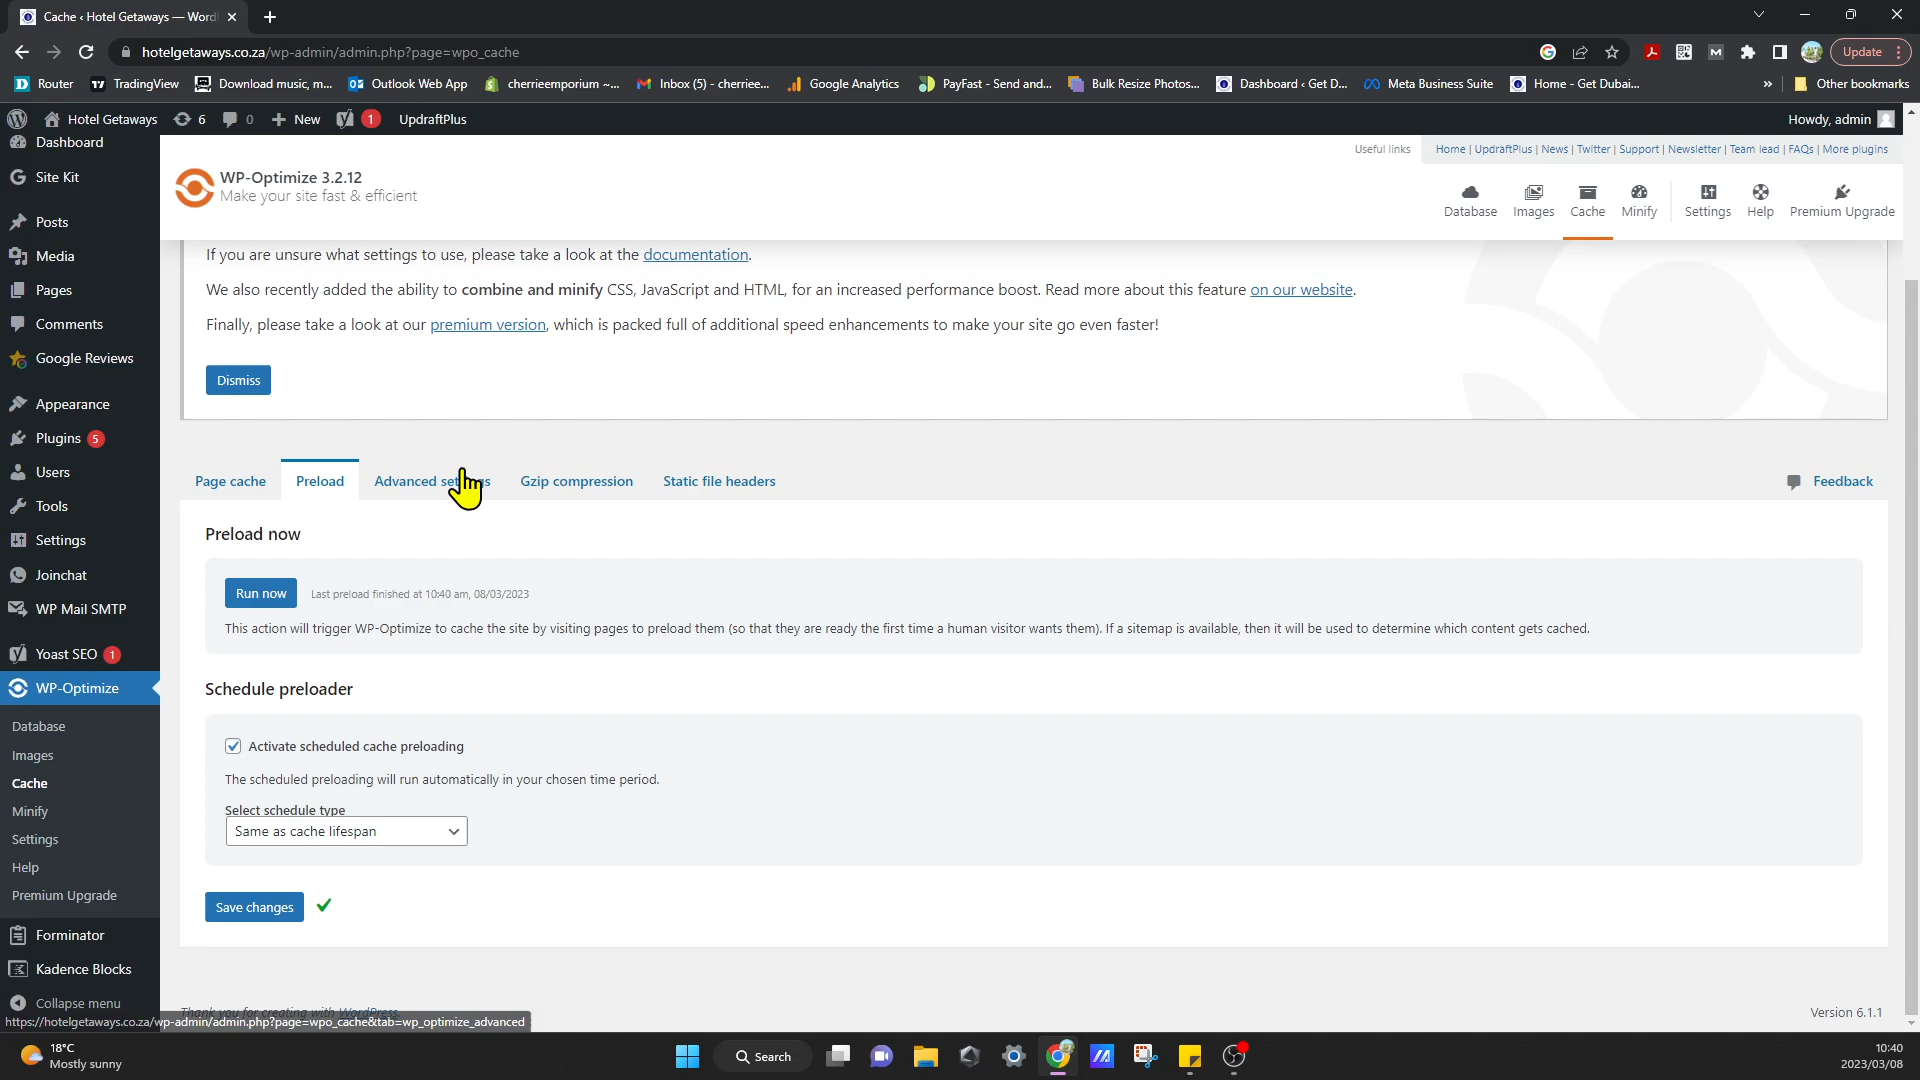 Cache ‹ Hotel Getaways — Word
hotelgetaways.co.za/wp-admin/admin.php?page=wpo_cache
Update
Router
TradingView
Download music, m...
Outlook Web App
cherrieemporium ~...
Inbox (5) - cherriee...
Google Analytics
PayFast - Send and...
Bulk Resize Photos...
Dashboard ‹ Get D...
Meta Business Suite
Home - Get Dubai...
»
Other bookmarks
Hotel Getaways
6
0
New
1
UpdraftPlus
Howdy, admin
Dashboard
Site Kit
Posts
Media
Pages
Comments
Google Reviews
Appearance
Plugins 5
Users
Tools
Settings
Joinchat
WP Mail SMTP
Yoast SEO 1
WP-Optimize
Database
Images
Cache
Minify
Settings
Help
Premium Upgrade
Forminator
Kadence Blocks
Collapse menu
Useful links
Home | UpdraftPlus | News | Twitter | Support | Newsletter | Team lead | FAQs | More plugins
WP-Optimize 3.2.12
Make your site fast & efficient
Database
Images
Cache
Minify
Settings
Help
Premium Upgrade
If you are unsure what settings to use, please take a look at the documentation.
We also recently added the ability to combine and minify CSS, JavaScript and HTML, for an increased performance boost. Read more about this feature on our website.
Finally, please take a look at our premium version, which is packed full of additional speed enhancements to make your site go even faster!
Dismiss
Page cache
Preload
Advanced settings
Gzip compression
Static file headers
Feedback
Preload now
Run now
Last preload finished at 10:40 am, 08/03/2023
This action will trigger WP-Optimize to cache the site by visiting pages to preload them (so that they are ready the first time a human visitor wants them). If a sitemap is available, then it will be used to determine which content gets cached.
Schedule preloader
Activate scheduled cache preloading
The scheduled preloading will run automatically in your chosen time period.
Select schedule type
Same as cache lifespan
Save changes
Thank you for creating with WordPress.
Version 6.1.1
https://hotelgetaways.co.za/wp-admin/admin.php?page=wpo_cache&tab=wp_optimize_advanced
18°C
Mostly sunny
Search
10:40
2023/03/08